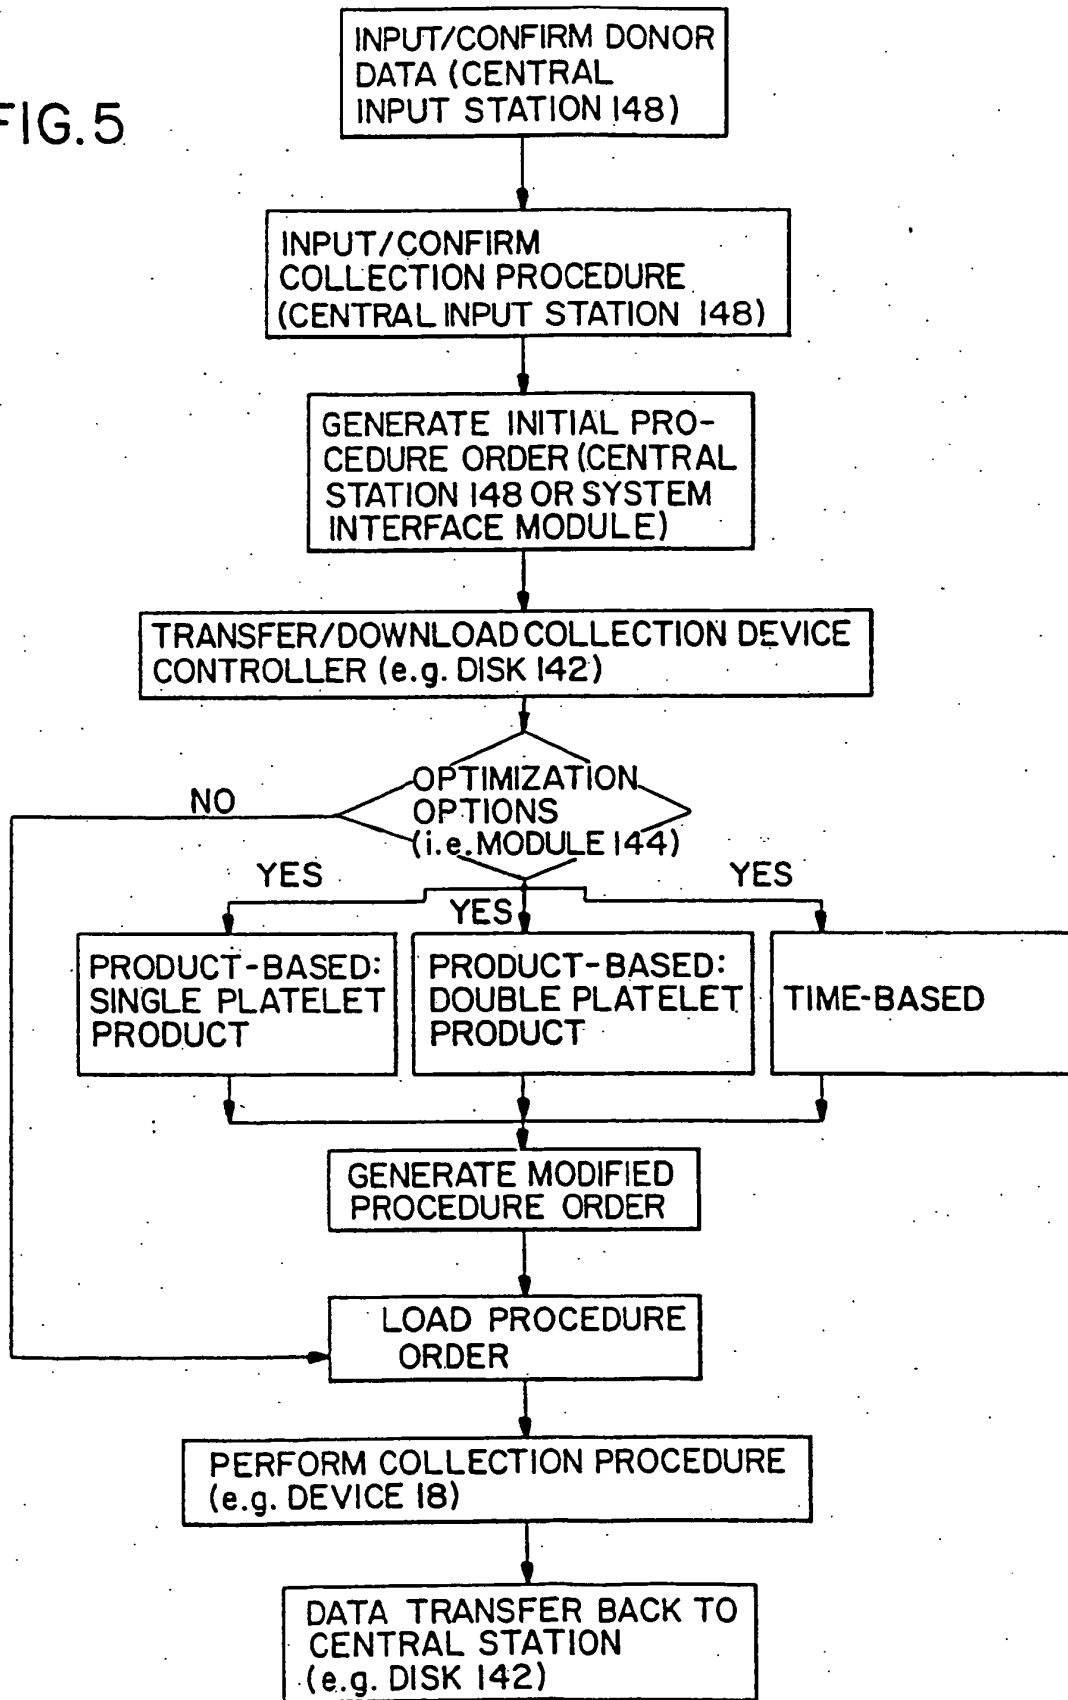 INPUT/CONFIRM DONOR
DATA (CENTRAL
INPUT STATION 148)
FIG.5
INPUT/CONFIRM
COLLECTION PROCEDURE
(CENTRAL INPUT STATION 148)
GENERATE INITIAL PRO-
CEDURE ORDER (CENTRAL
STATION 148 OR SYSTEM
INTERFACE MODULE)
TRANSFER/DOWNLOAD COLLECTION DEVICE
CONTROLLER (e.g. DISK 142)
OPTIMIZATION
OPTIONS
(i.e. MODULE 144)
NO
YES
YES
YES
PRODUCT-BASED:
SINGLE PLATELET
PRODUCT
PRODUCT-BASED:
DOUBLE PLATELET
PRODUCT
TIME-BASED
GENERATE MODIFIED
PROCEDURE ORDER
LOAD PROCEDURE
ORDER
PERFORM COLLECTION PROCEDURE
(e.g. DEVICE 18)
DATA TRANSFER BACK TO
CENTRAL STATION
(e.g. DISK 142)